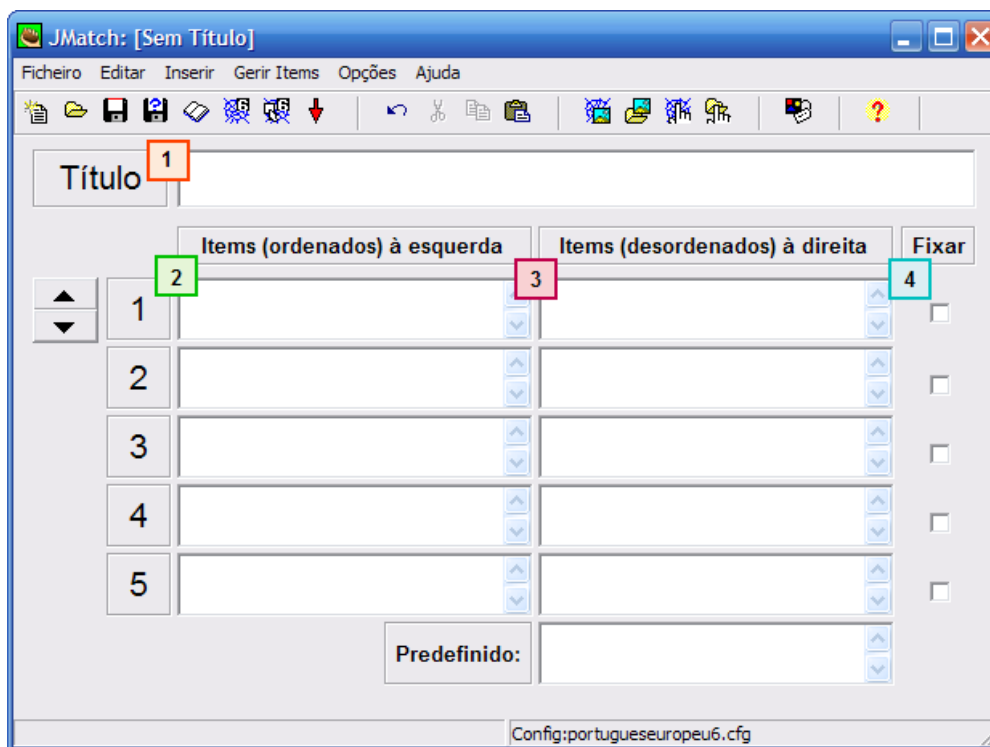 JMatch: [Sem Título]
Ficheiro Editar Inserir Gerir Items Opções Ajuda
Título 1
Items (ordenados) à esquerda Items (desordenados) à direita Fixar
2 3 4
1
2
3
4
5
Predefinido:
Config:portugueseuropeu6.cfg